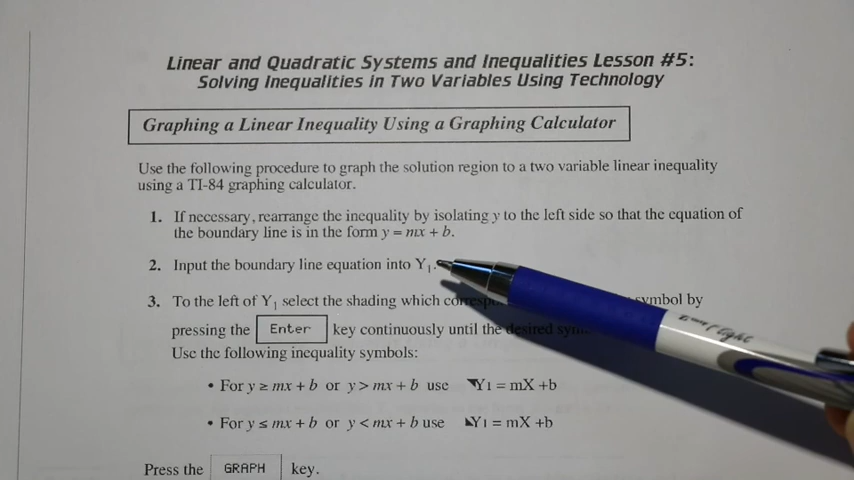 Linear and Quadratic Systems and Inequalities Lesson #5:
Solving Inequalities in Two Variables Using Technology
Graphing a Linear Inequality Using a Graphing Calculator
Use the following procedure to graph the solution region to a two variable linear inequality
using a TI-84 graphing calculator.
1. If necessary, rearrange the inequality by isolating y to the left side so that the equation of
the boundary line is in the form y = mx + b.
2. Input the boundary line equation into Y₁.
3. To the left of Y₁ select the shading which symbol by
pressing the Enter key continuously until the desired
Use the following inequality symbols:
• For y ≥ mx + b or y > mx + b use ◥Y1 = mX +b
• For y ≤ mx + b or y < mx + b use ◣Y1 = mX +b
Press the GRAPH key.